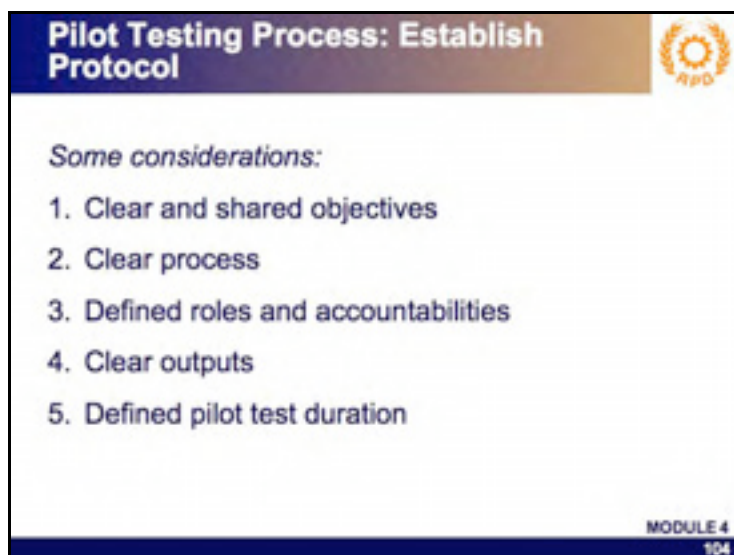 Pilot Testing Process: Establish
Protocol
APO
Some considerations:
1. Clear and shared objectives
2. Clear process
3. Defined roles and accountabilities
4. Clear outputs
5. Defined pilot test duration
MODULE 4
104